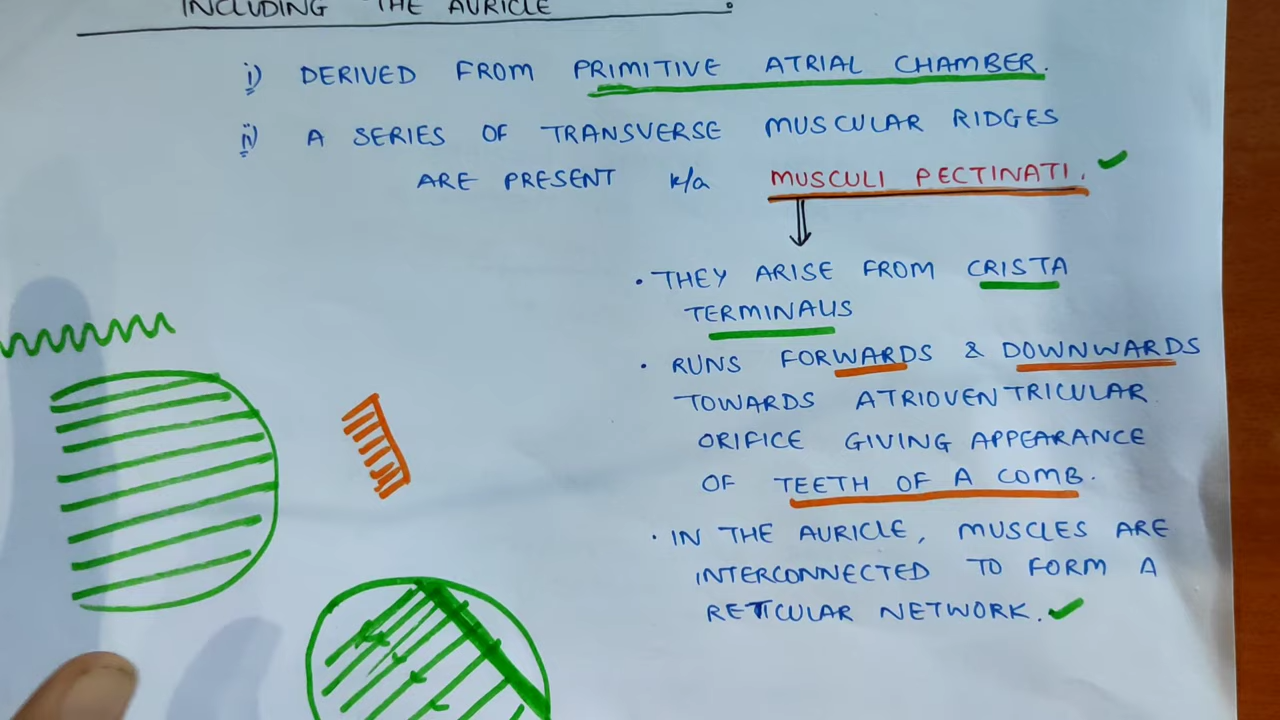 INCLUDING THE AURICLE .
i) DERIVED FROM PRIMITIVE ATRIAL CHAMBER.
ii) A SERIES OF TRANSVERSE MUSCULAR RIDGES
ARE PRESENT k/a MUSCULI PECTINATI.
• THEY ARISE FROM CRISTA
TERMINALIS
• RUNS FORWARDS & DOWNWARDS
TOWARDS ATRIOVENTRICULAR
ORIFICE GIVING APPEARANCE
OF TEETH OF A COMB.
• IN THE AURICLE, MUSCLES ARE
INTERCONNECTED TO FORM A
RETICULAR NETWORK.